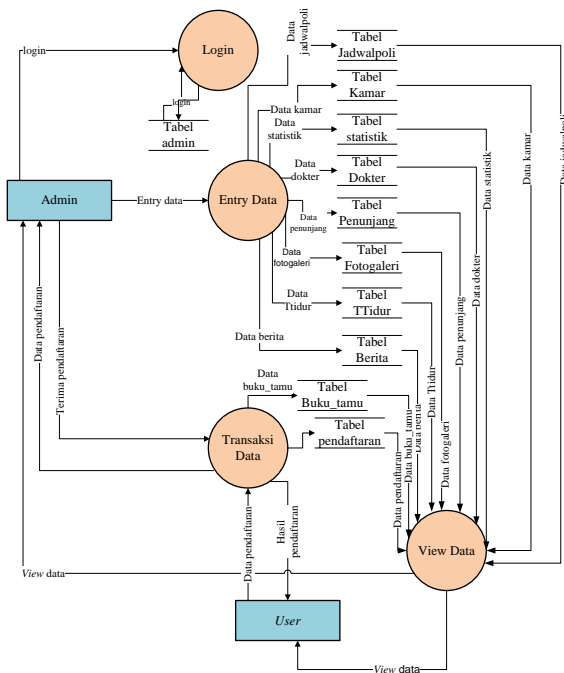 Data
jadwalpoli
Tabel
Jadwalpoli
login
Login
Tabel
Kamar
Data kamar
Data
statistik
Tabel
statistik
login
Tabel
admin
Data kamar
Data statistik
Data jadwalpoli
Data
dokter
Tabel
Dokter
Admin
Entry data
Entry Data
Data
penunjang
Tabel
Penunjang
Data
fotogaleri
Tabel
Fotogaleri
Data dokter
Data
Ttidur
Tabel
TTidur
Data penunjang
Data pendaftaran
Terima pendaftaran
Data berita
Tabel
Berita
Data Ttidur
Data
buku_tamu
Tabel
Buku_tamu
Data berita
Data buku_tamu
Data fotogaleri
Transaksi
Data
Tabel
pendaftaran
Data pendaftaran
Data pendaftaran
Hasil
pendaftaran
View Data
View data
User
View data